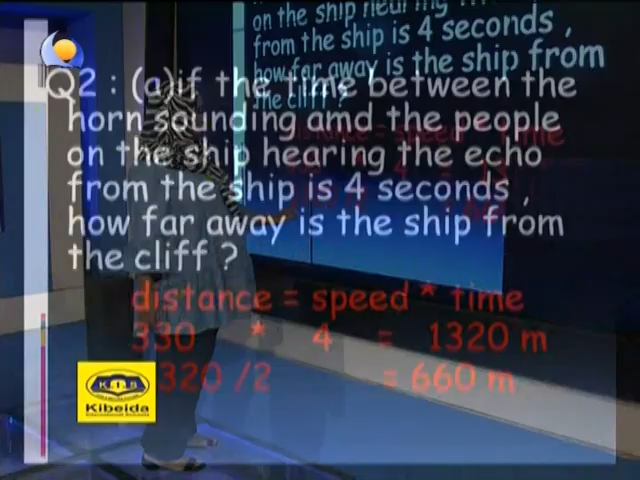 on the ship
from the ship is 4 seconds ,
how far away is the ship from
the cliff ?
Q2 : (a)if the time between the
horn sounding amd the people
on the ship hearing the echo
from the ship is 4 seconds ,
how far away is the ship from
the cliff ?
distance = speed * time
330 * 4 = 1320 m
1320 /2 = 660 m
KIS
Kibeida